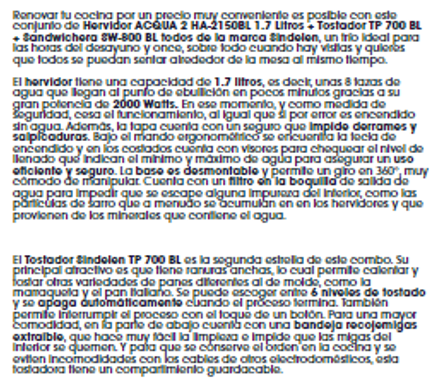 Renovar tu cocina por un precio muy conveniente es posible con este
conjunto de Hervidor ACQUA 2 HA-2150BL 1.7 Litros + Tostador TP 700 BL
+ Sandwichera SW-800 BL todos de la marca Sindelen, un trío ideal para
las horas del desayuno y once, sobre todo cuando hay visitas y quieres
que todos se puedan sentar alrededor de la mesa al mismo tiempo.
El hervidor tiene una capacidad de 1.7 litros, es decir, unas 8 tazas de
agua que llegan al punto de ebullición en pocos minutos gracias a su
gran potencia de 2000 Watts. En ese momento, y como medida de
seguridad, cesa el funcionamiento, al igual que si por error es encendido
sin agua. Además, la tapa cuenta con un seguro que impide derrames y
salpicaduras. Bajo el mando ergonométrico se encuentra la tecla de
encendido y en los costados cuenta con visores para chequear el nivel de
llenado que indican el mínimo y máximo de agua para asegurar un uso
eficiente y seguro. La base es desmontable y permite un giro en 360°, muy
cómodo de manipular. Cuenta con un filtro en la boquilla de salida de
agua para impedir que se escape alguna impureza del interior, como las
partículas de sarro que a menudo se acumulan en en los hervidores y que
provienen de los minerales que contiene el agua.
El Tostador Sindelen TP 700 BL es la segunda estrella de este combo. Su
principal atractivo es que tiene ranuras anchas, lo cual permite calentar y
tostar otras variedades de panes diferentes al de molde, como la
marraqueta y el pan italiano. Se puede escoger entre 6 niveles de tostado
y se apaga automáticamente cuando el proceso termina. También
permite interrumpir el proceso con el toque de un botón. Para una mayor
comodidad, en la parte de abajo cuenta con una bandeja recojemigas
extraíble, que hace muy fácil la limpieza e impide que las migas del
interior se quemen. Y para que se conserve el orden en la cocina y se
eviten incomodidades con los cables de otros electrodomésticos, esta
tostadora tiene un compartimiento guardacable.